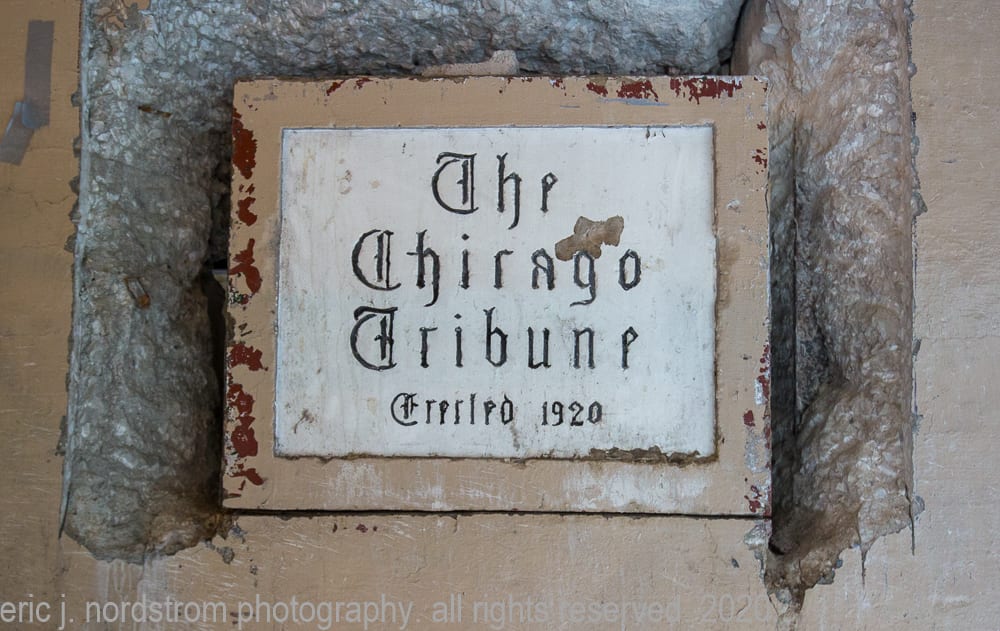 The
Chicago
Tribune
Erected 1920
eric j. nordstrom photography. all rights reserved. 2020